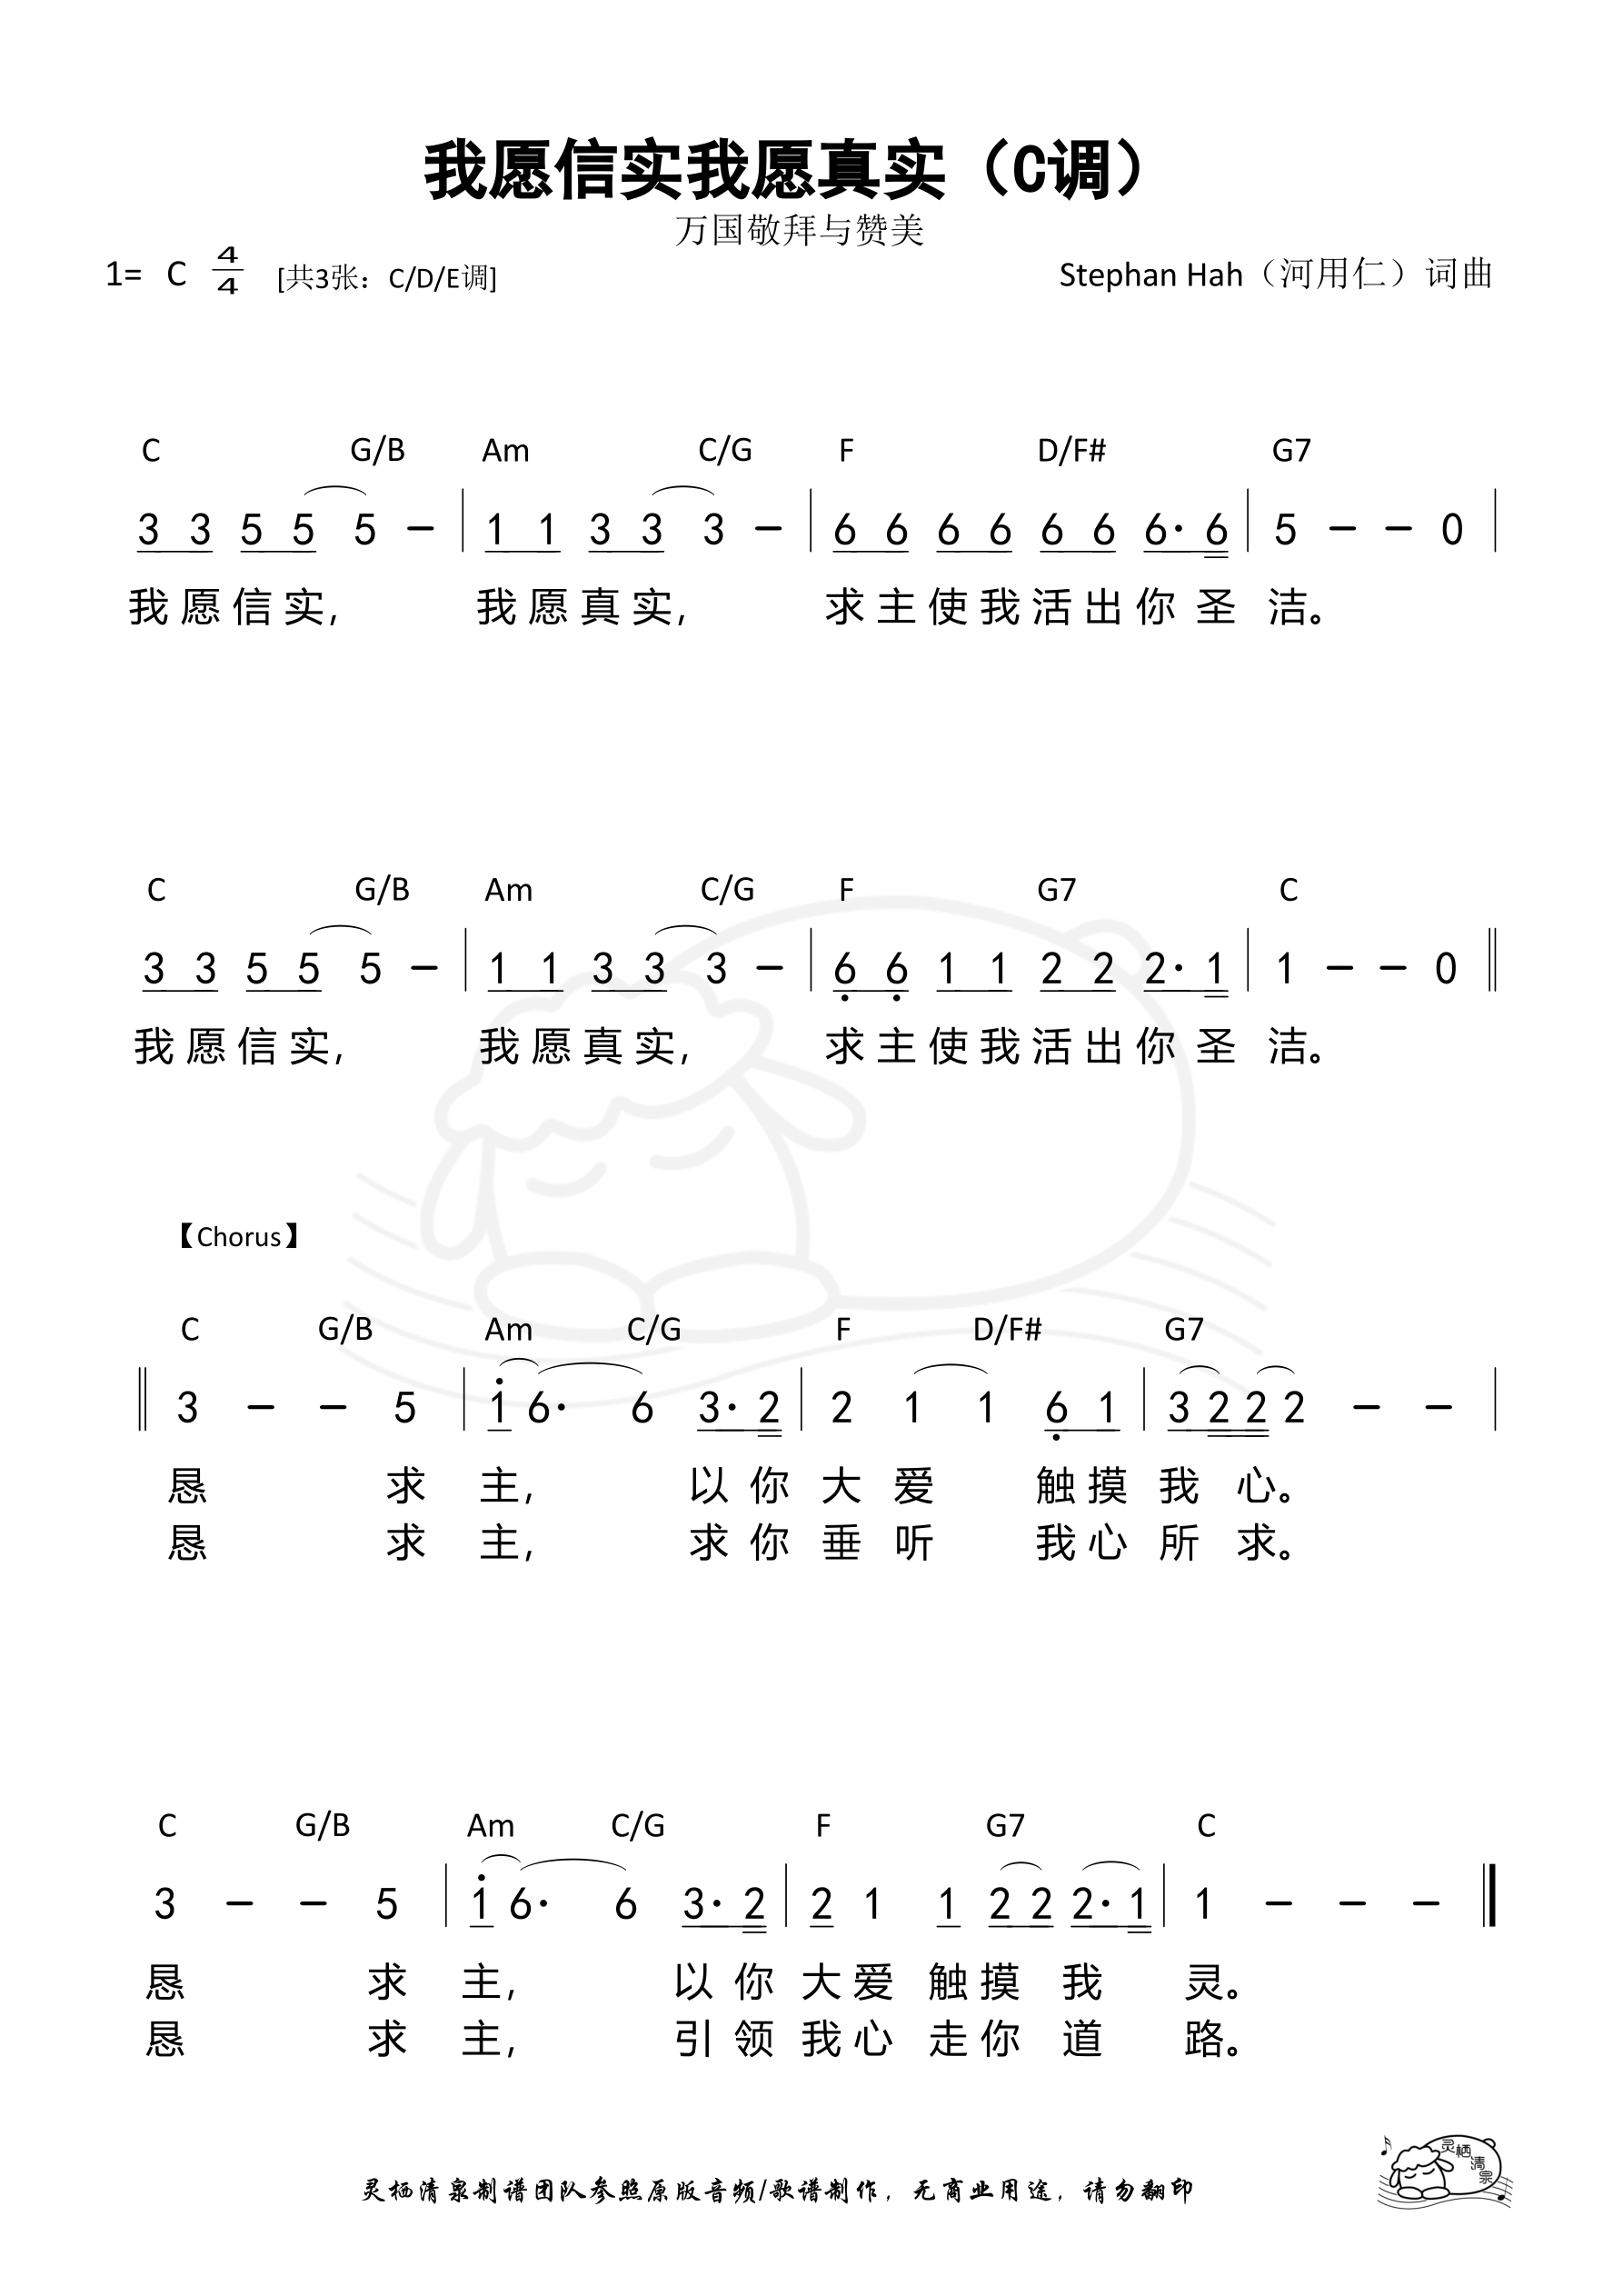 我愿信实我愿真实（C调）
万国敬拜与赞美
1= C 4/4 [共3张：C/D/E调] Stephan Hah（河用仁）词曲
C G/B Am C/G F D/F# G7
3 3 5 5 5 - | 1 1 3 3 3 - | 6 6 6 6 6 6 6· 6 | 5 - - 0 |
我愿信实, 我愿真实, 求主使我活出你圣洁。
C G/B Am C/G F G7 C
3 3 5 5 5 - | 1 1 3 3 3 - | 6 6 1 1 2 2 2· 1 | 1 - - 0 ‖
我愿信实, 我愿真实, 求主使我活出你圣洁。
【Chorus】
C G/B Am C/G F D/F# G7
‖ 3 - - 5 | 1 6· 6 3· 2 | 2 1 1 6 1 | 3 2 2 2 - - |
恳 求 主, 以你大爱 触摸我心。
恳 求 主, 求你垂听 我心所求。
C G/B Am C/G F G7 C
3 - - 5 | 1 6· 6 3· 2 | 2 1 1 2 2 2· 1 | 1 - - - ‖
恳 求 主, 以你大爱触摸我 灵。
恳 求 主, 引领我心走你道 路。
灵栖清泉制谱团队参照原版音频/歌谱制作，无商业用途，请勿翻印
灵栖清泉